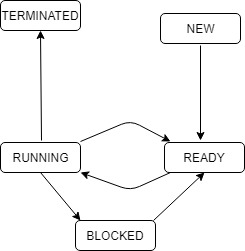 TERMINATED
NEW
RUNNING
READY
BLOCKED